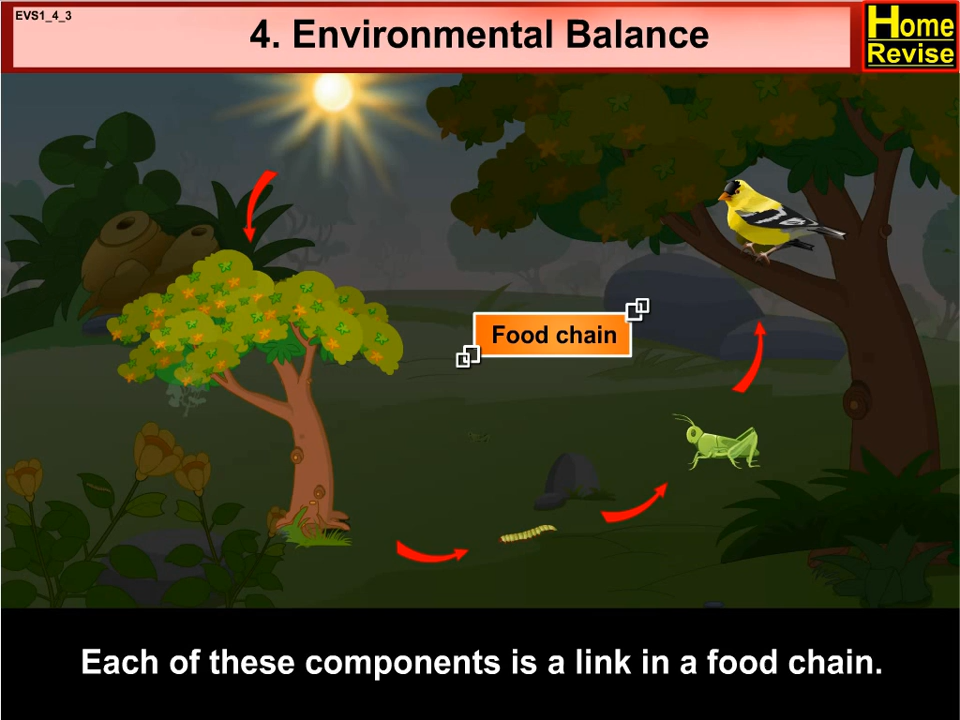 EVS1_4_3
4. Environmental Balance
Home
Revise
Food chain
Each of these components is a link in a food chain.